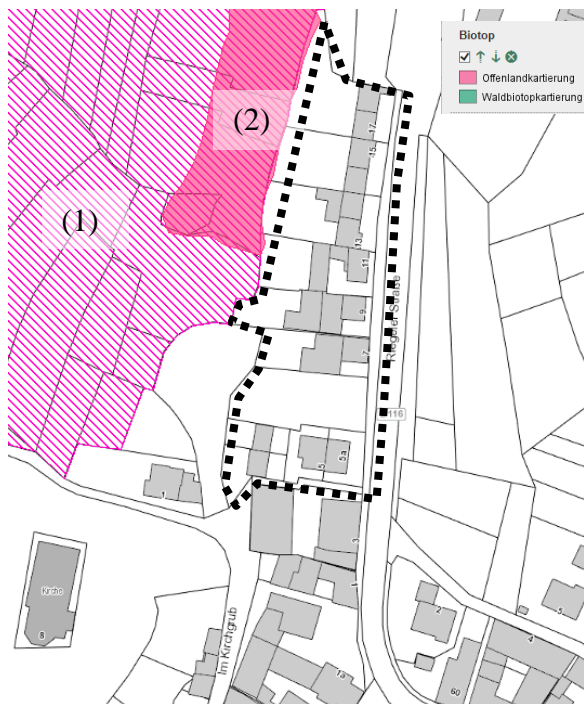 Biotop
Offenlandkartierung
Waldbiotopkartierung
(2)
(1)
17
15
13
11
9
7
Riegeler Straße
116
5
5a
1
3
1
Kirche
8
Im Kirchgrub
1a
2
4
5
60